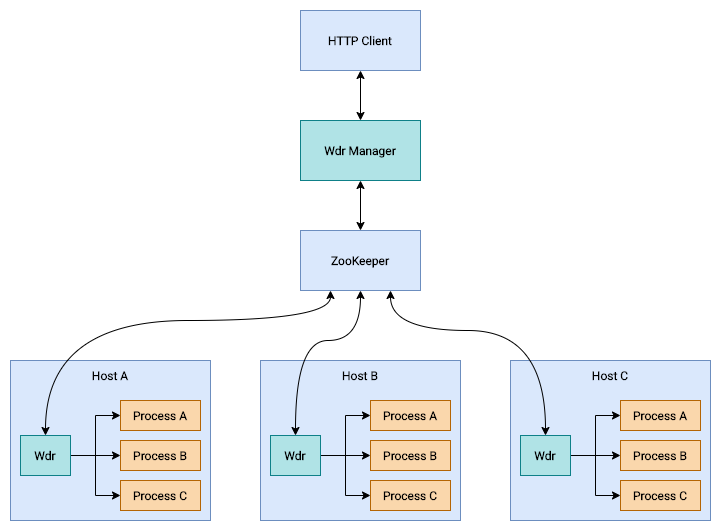 HTTP Client
Wdr Manager
ZooKeeper
Host A
Wdr
Process A
Process B
Process C
Host B
Wdr
Process A
Process B
Process C
Host C
Wdr
Process A
Process B
Process C